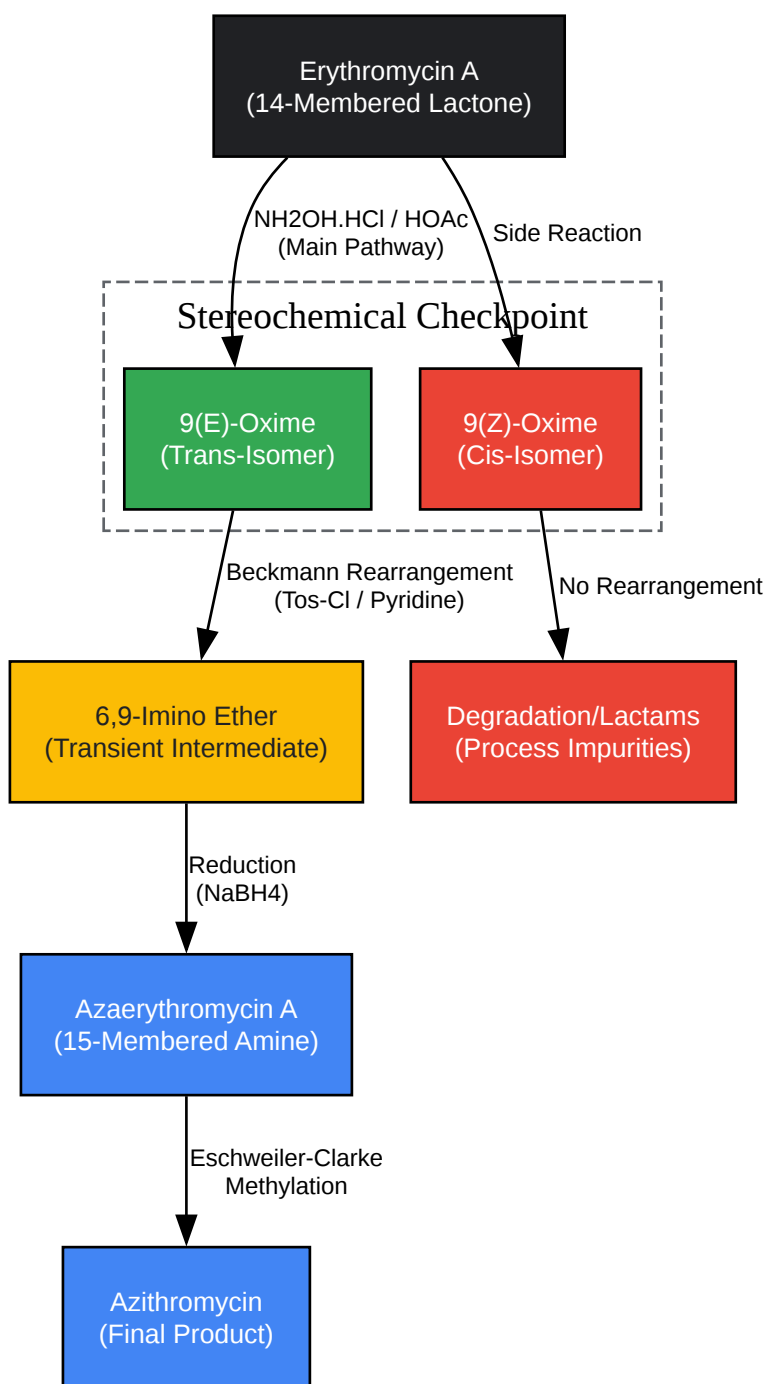 Erythromycin A
(14-Membered Lactone)
NH2OH.HCl / HOAc
(Main Pathway)
Side Reaction
Stereochemical Checkpoint
9(E)-Oxime
(Trans-Isomer)
9(Z)-Oxime
(Cis-Isomer)
Beckmann Rearrangement
(Tos-Cl / Pyridine)
No Rearrangement
6,9-Imino Ether
(Transient Intermediate)
Degradation/Lactams
(Process Impurities)
Reduction
(NaBH4)
Azaerythromycin A
(15-Membered Amine)
Eschweiler-Clarke
Methylation
Azithromycin
(Final Product)